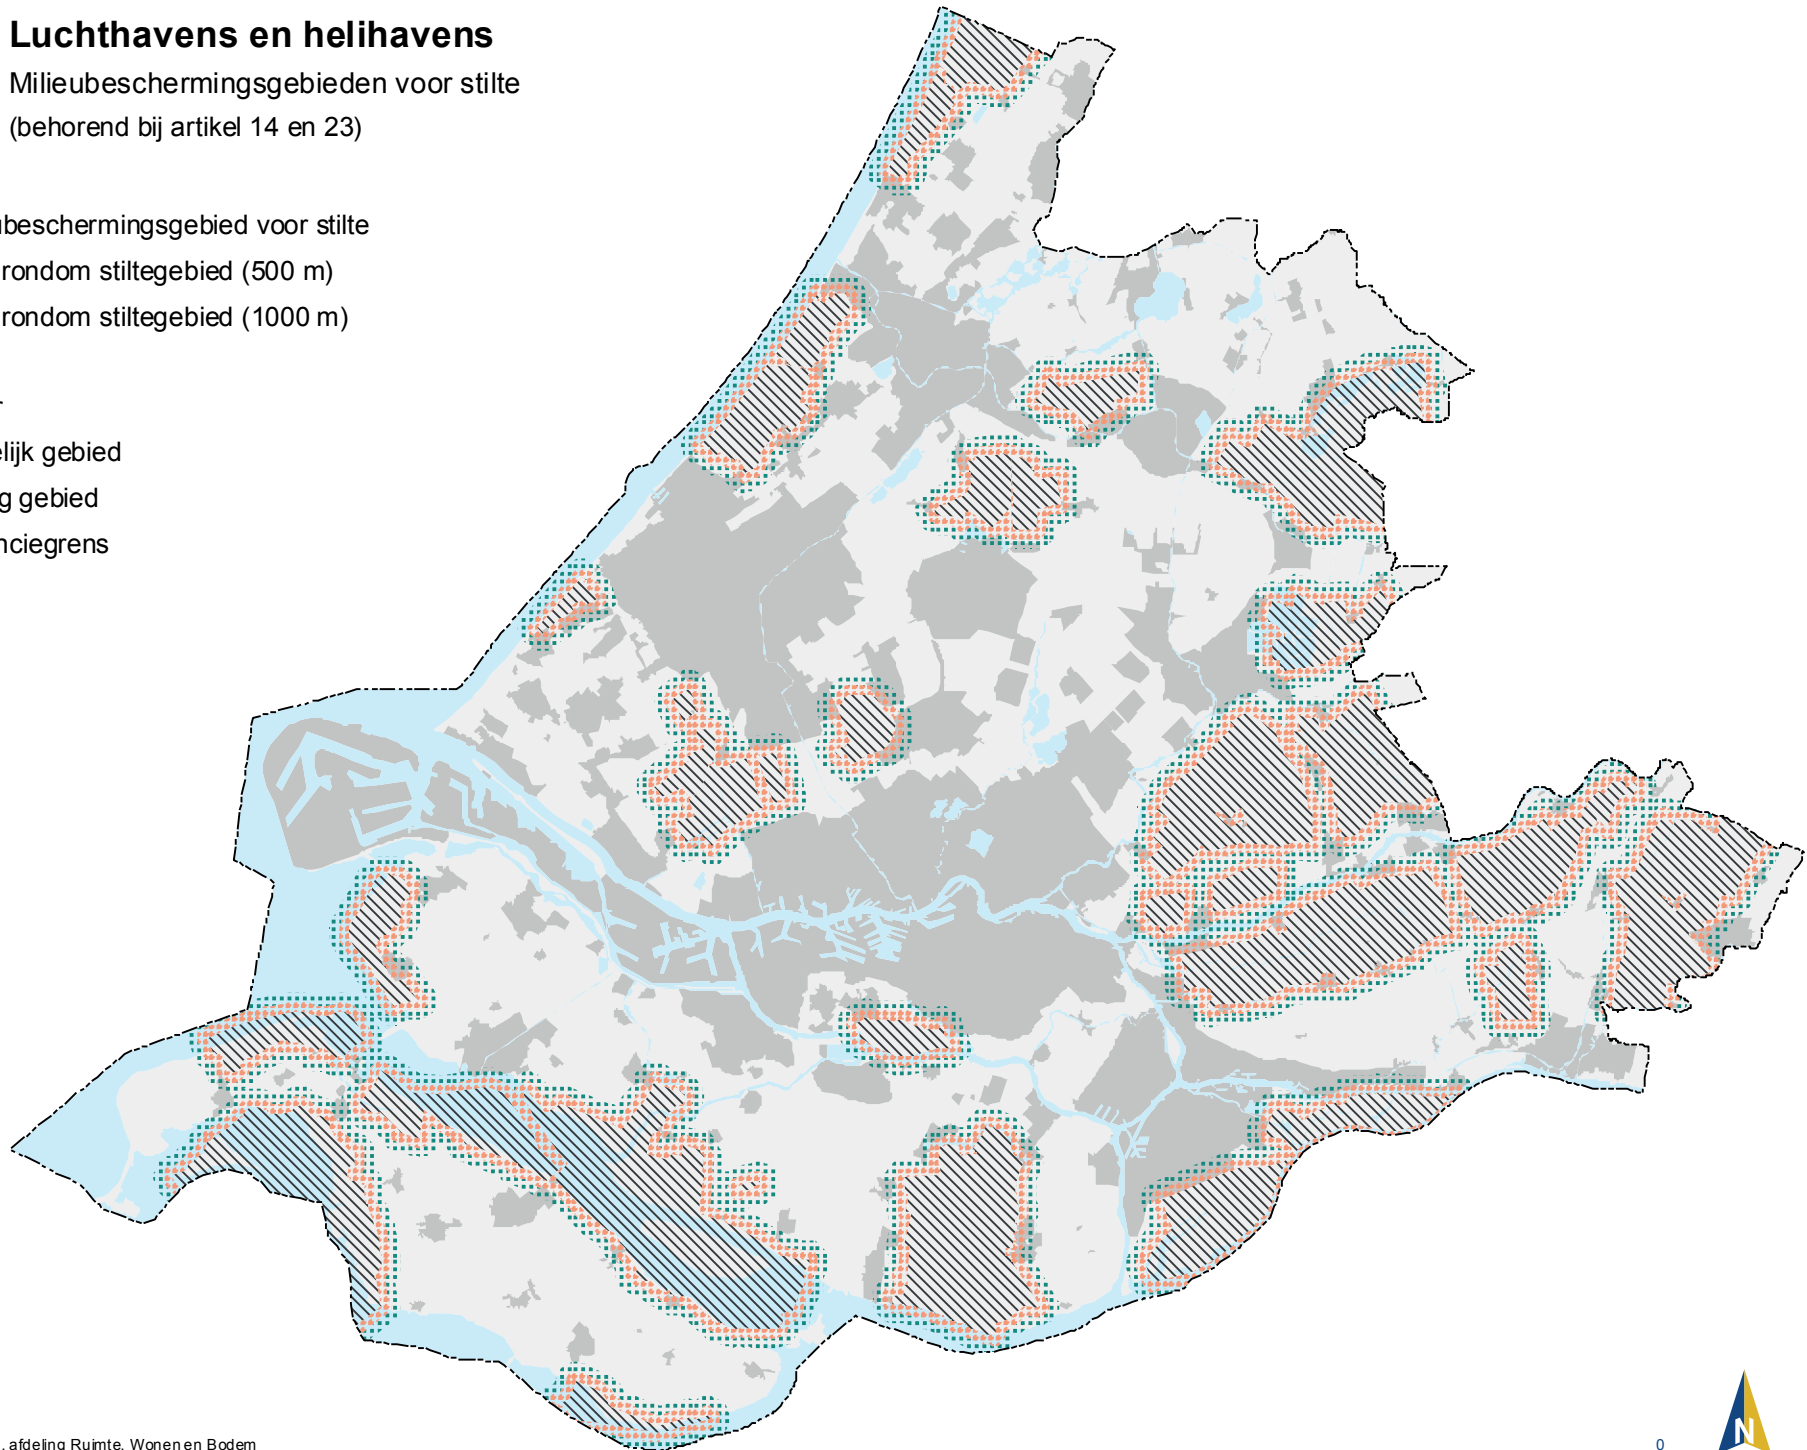 Luchthavens en helihavens
Milieubeschermingsgebieden voor stilte
(behorend bij artikel 14 en 23)
ubeschermingsgebied voor stilte
rondom stiltegebied (500 m)
rondom stiltegebied (1000 m)
r
elijk gebied
g gebied
nciegrens
, afdeling Ruimte, Wonen en Bodem
0
N